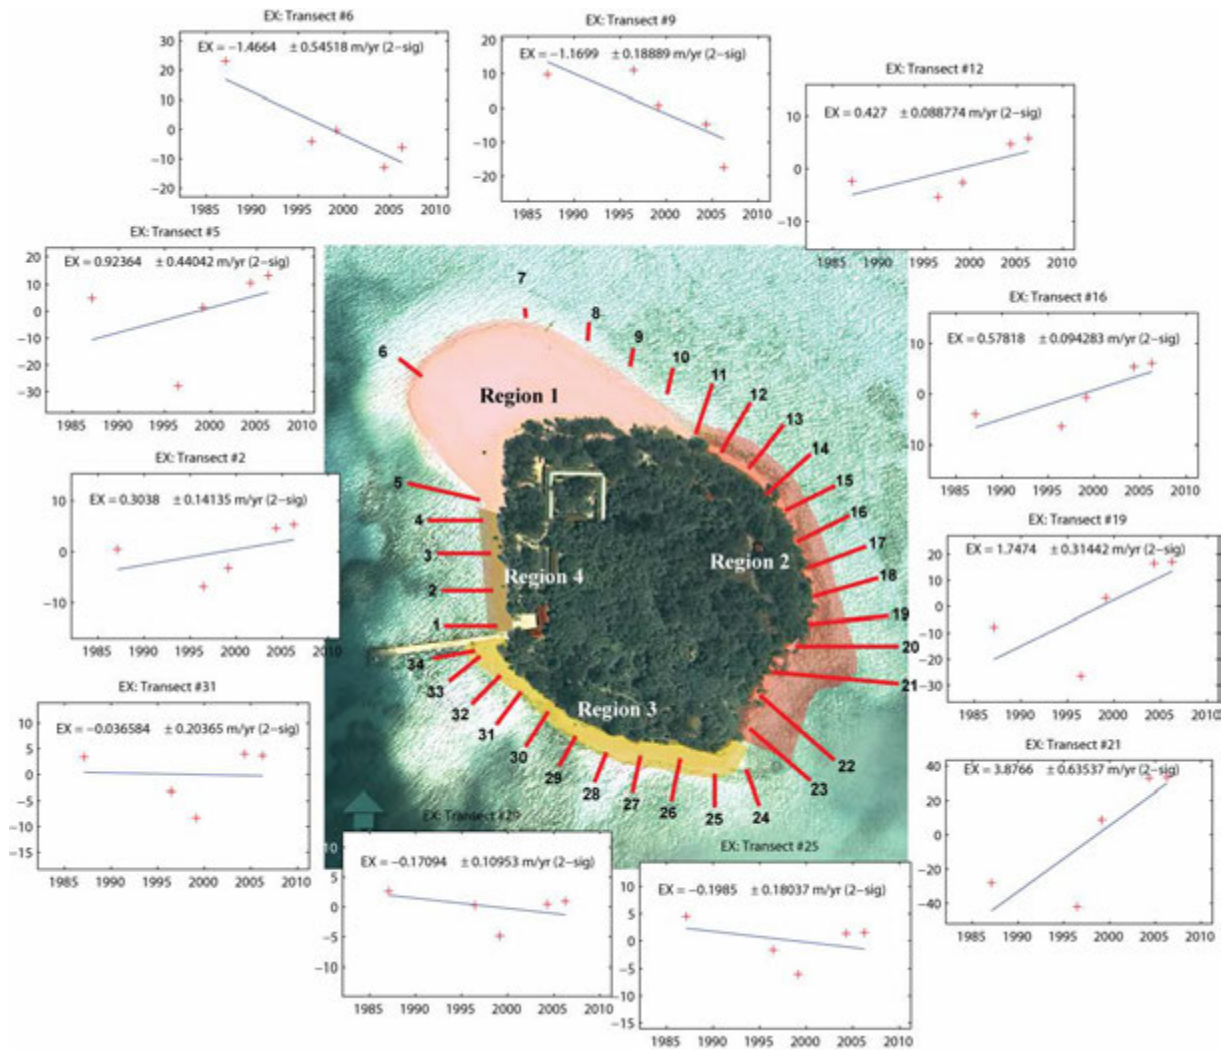 EX: Transect #6
EX = −1.4664 ± 0.54518 m/yr (2−sig)
30
20
10
0
−10
−20
1985 1990 1995 2000 2005 2010
EX: Transect #9
EX = −1.1699 ± 0.18889 m/yr (2−sig)
20
10
0
−10
−20
1985 1990 1995 2000 2005 2010
EX: Transect #12
EX = 0.427 ± 0.088774 m/yr (2−sig)
10
0
−10
1985 1990 1995 2000 2005 2010
EX: Transect #5
EX = 0.92364 ± 0.44042 m/yr (2−sig)
20
10
0
−10
−20
−30
1985 1990 1995 2000 2005 2010
EX: Transect #16
EX = 0.57818 ± 0.094283 m/yr (2−sig)
10
0
−10
1985 1990 1995 2000 2005 2010
EX: Transect #2
EX = 0.3038 ± 0.14135 m/yr (2−sig)
10
0
−10
1985 1990 1995 2000 2005 2010
EX: Transect #19
EX = 1.7474 ± 0.31442 m/yr (2−sig)
20
10
0
−10
−20
−30
1985 1990 1995 2000 2005 2010
EX: Transect #31
EX = −0.036584 ± 0.20365 m/yr (2−sig)
10
5
0
−5
−10
−15
1985 1990 1995 2000 2005 2010
EX: Transect #21
EX = 3.8766 ± 0.63537 m/yr (2−sig)
40
20
0
−20
−40
1985 1990 1995 2000 2005 2010
EX: Transect #29
EX = −0.17094 ± 0.10953 m/yr (2−sig)
10
5
0
−5
−10
1985 1990 1995 2000 2005 2010
EX: Transect #25
EX = −0.1985 ± 0.18037 m/yr (2−sig)
10
5
0
−5
−10
−15
1985 1990 1995 2000 2005 2010
Region 1
Region 2
Region 3
Region 4
1
2
3
4
5
6
7
8
9
10
11
12
13
14
15
16
17
18
19
20
21
22
23
24
25
26
27
28
29
30
31
32
33
34